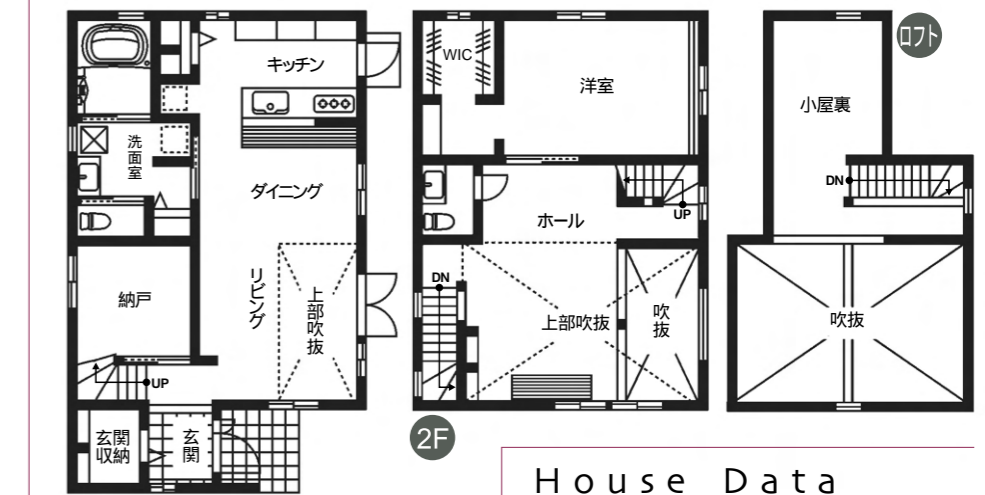 キッチン
洗面室
ダイニング
リビング
上部吹抜
納戸
UP
玄関
収納
玄関
WIC
洋室
ホール
UP
DN
上部吹抜
吹抜
2F
ロフト
小屋裏
DN
吹抜
House Data